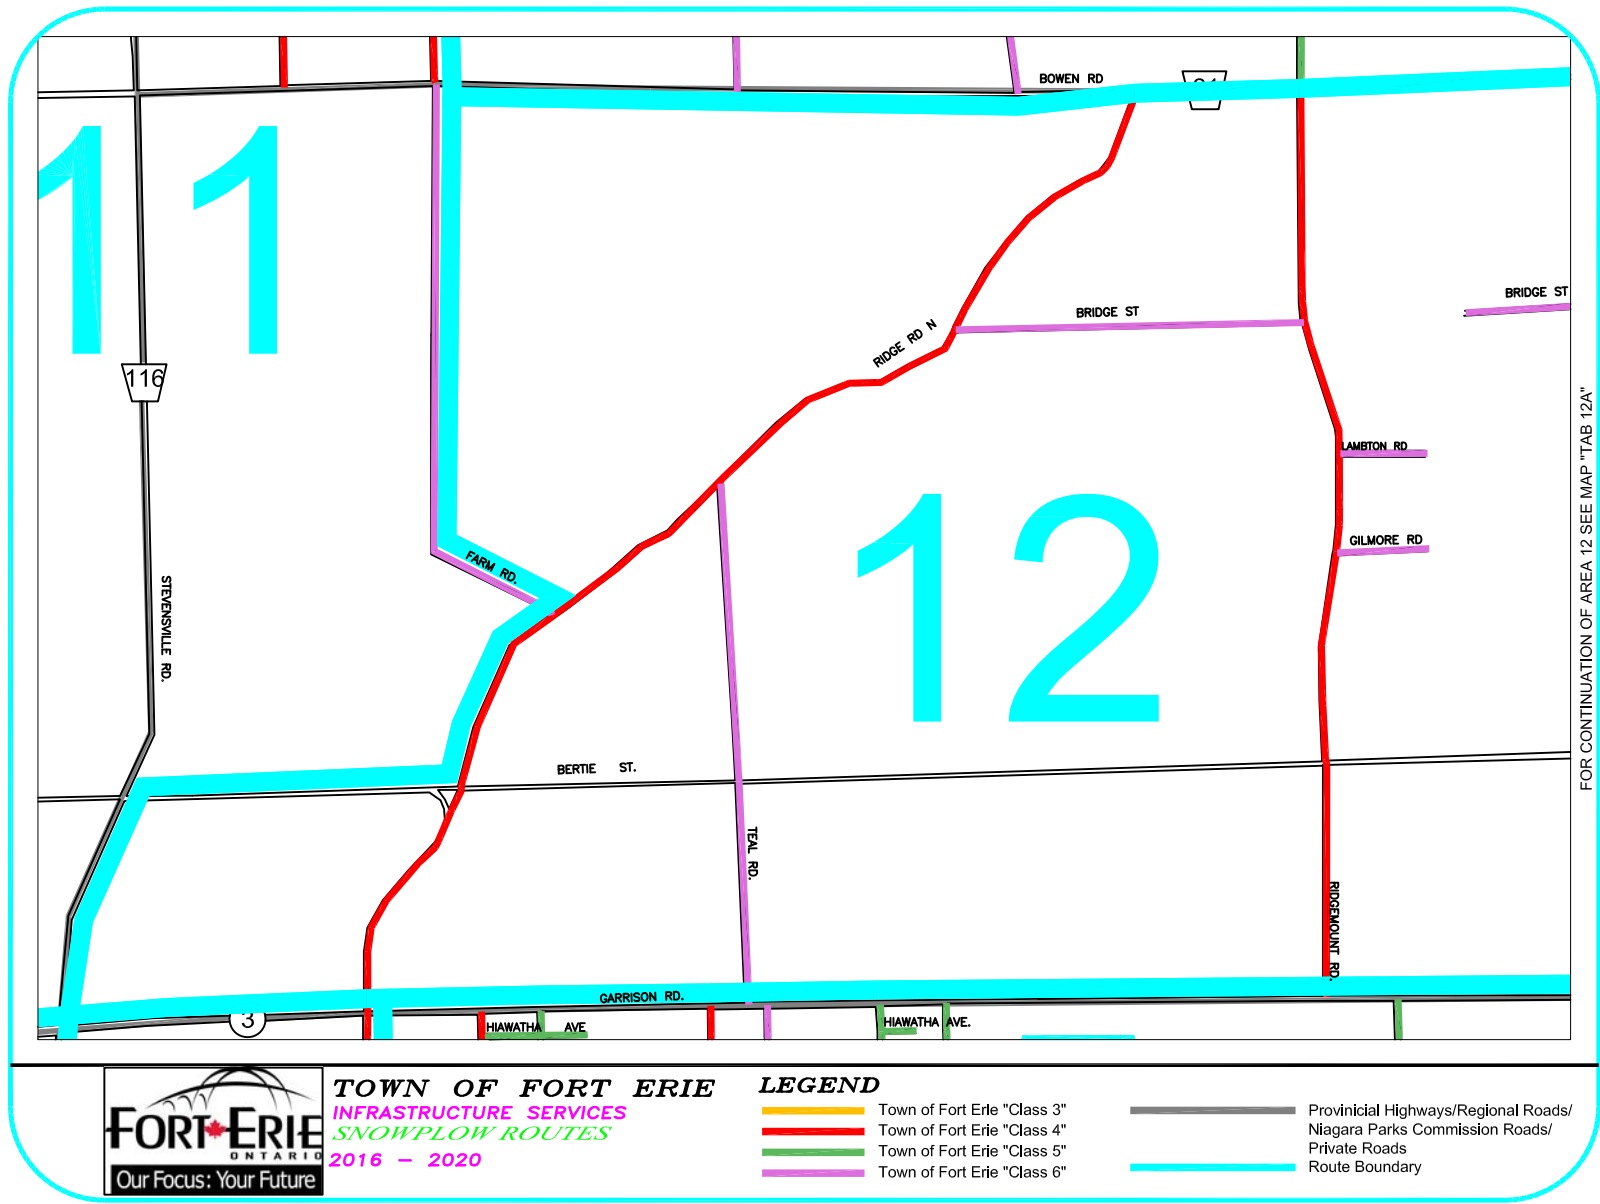 BOWEN RD
11
BRIDGE ST
BRIDGE ST
RIDGE RD N
116
LAMBTON RD
12
GILMORE RD
FARM RD.
STEVENSVILLE RD.
FOR CONTINUATION OF AREA 12 SEE MAP "TAB 12A"
BERTIE ST.
TEAL RD.
RIDGEMOUNT RD.
GARRISON RD.
3
HIAWATHA AVE
HIAWATHA AVE.
FORT ERIE
ONTARIO
Our Focus: Your Future
TOWN OF FORT ERIE
INFRASTRUCTURE SERVICES
SNOWPLOW ROUTES
2016 - 2020
LEGEND
Town of Fort Erie "Class 3"
Town of Fort Erie "Class 4"
Town of Fort Erie "Class 5"
Town of Fort Erie "Class 6"
Provinicial Highways/Regional Roads/
Niagara Parks Commission Roads/
Private Roads
Route Boundary